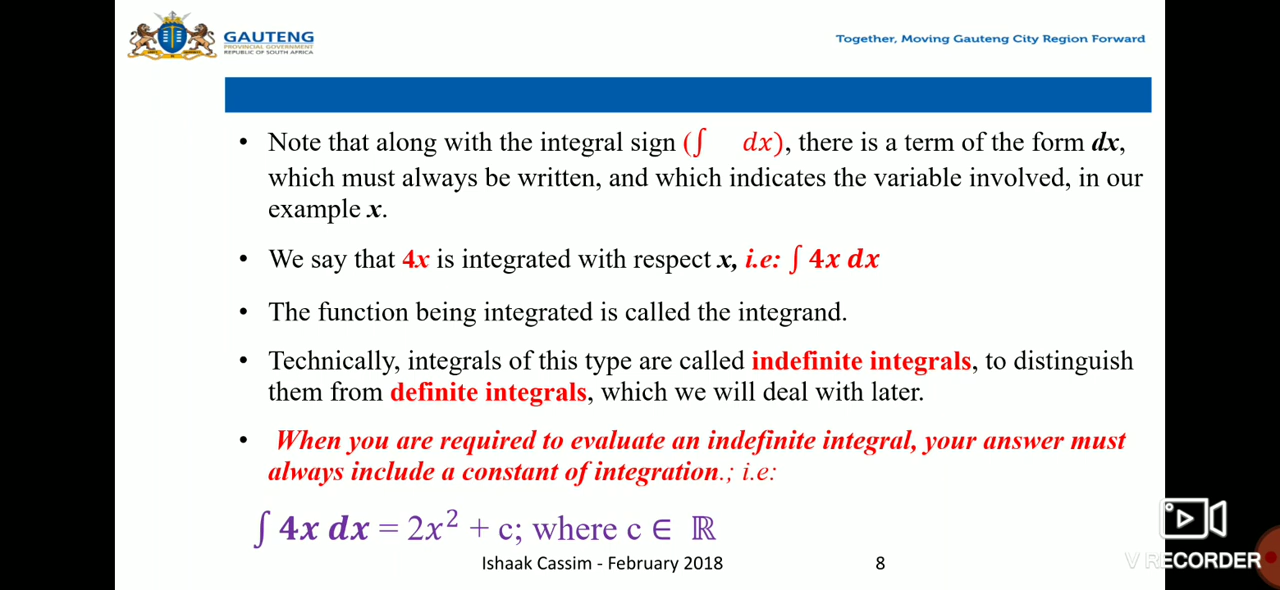 GAUTENG
PROVINCIAL GOVERNMENT
REPUBLIC OF SOUTH AFRICA
Together, Moving Gauteng City Region Forward
• Note that along with the integral sign (∫ dx), there is a term of the form dx,
which must always be written, and which indicates the variable involved, in our
example x.
• We say that 4x is integrated with respect x, i.e: ∫ 4x dx
• The function being integrated is called the integrand.
• Technically, integrals of this type are called indefinite integrals, to distinguish
them from definite integrals, which we will deal with later.
• When you are required to evaluate an indefinite integral, your answer must
always include a constant of integration.; i.e:
∫ 4x dx = 2x² + c; where c ∈ ℝ
Ishaak Cassim - February 2018
8
V RECORDER